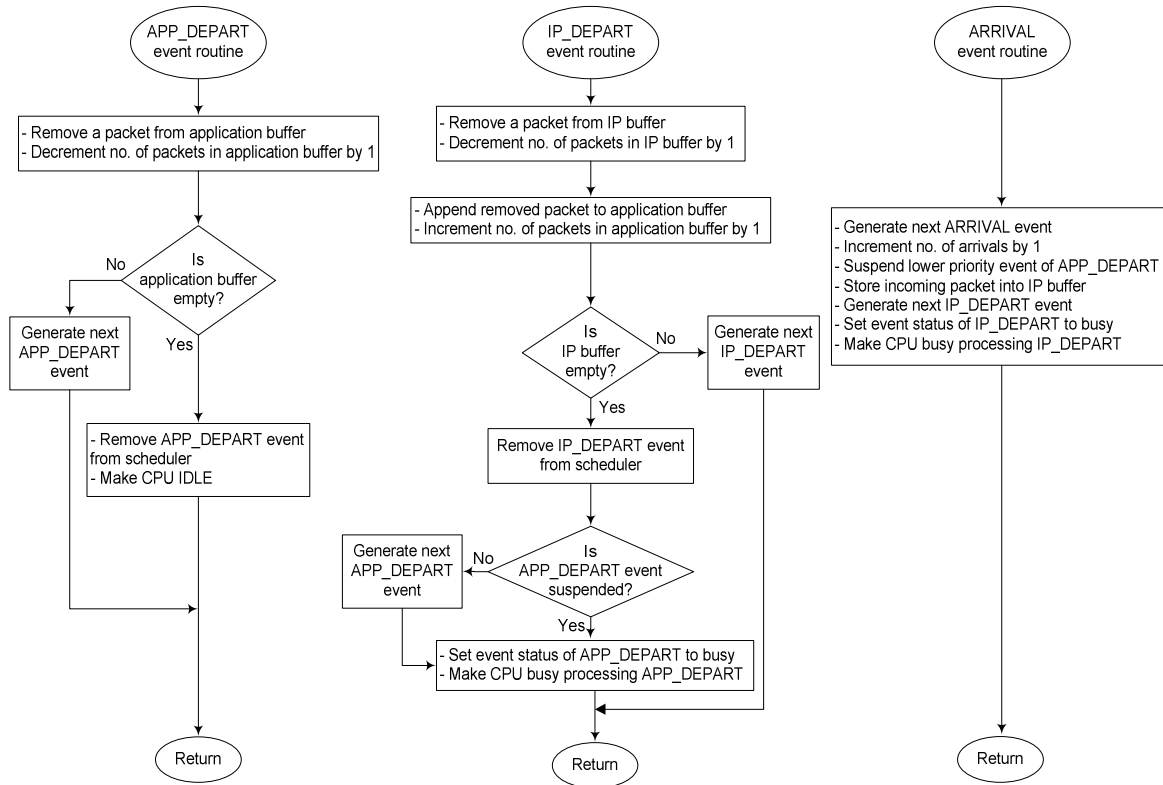 APP_DEPART
event routine
- Remove a packet from application buffer
- Decrement no. of packets in application buffer by 1
Is
application buffer
empty?
No
Yes
Generate next
APP_DEPART
event
- Remove APP_DEPART event
from scheduler
- Make CPU IDLE
Return
IP_DEPART
event routine
- Remove a packet from IP buffer
- Decrement no. of packets in IP buffer by 1
- Append removed packet to application buffer
- Increment no. of packets in application buffer by 1
Is
IP buffer
empty?
No
Yes
Generate next
IP_DEPART
event
Remove IP_DEPART event
from scheduler
Is
APP_DEPART event
suspended?
No
Yes
Generate next
APP_DEPART
event
- Set event status of APP_DEPART to busy
- Make CPU busy processing APP_DEPART
Return
ARRIVAL
event routine
- Generate next ARRIVAL event
- Increment no. of arrivals by 1
- Suspend lower priority event of APP_DEPART
- Store incoming packet into IP buffer
- Generate next IP_DEPART event
- Set event status of IP_DEPART to busy
- Make CPU busy processing IP_DEPART
Return